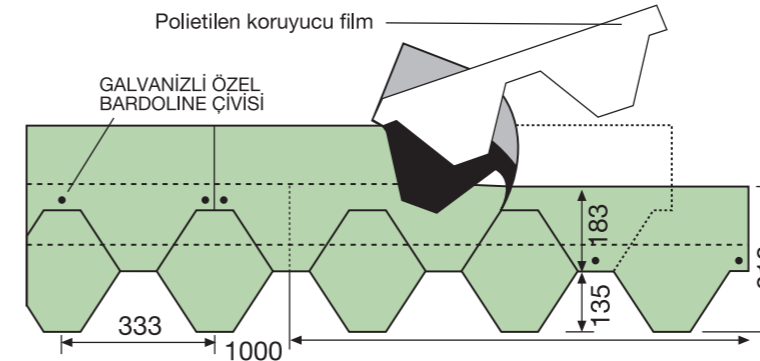 Polietilen koruyucu film
GALVANİZLİ ÖZEL
BARDOLINE ÇİVİSİ
183
135
333
1000